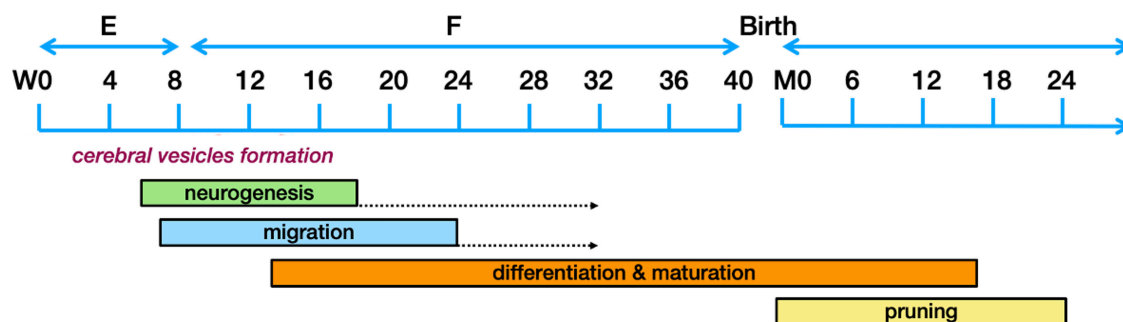 E F Birth
W0 4 8 12 16 20 24 28 32 36 40 M0 6 12 18 24
cerebral vesicles formation
neurogenesis
migration
differentiation & maturation
pruning